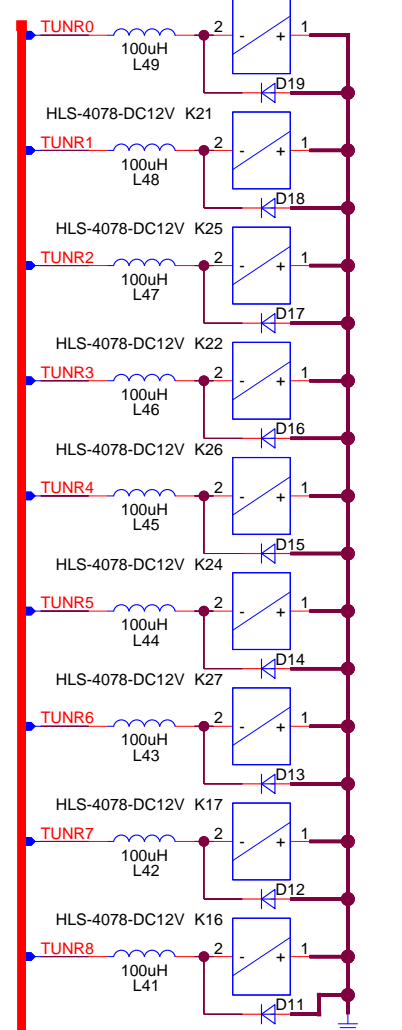 TUNR0 2 - + 1
100uH
L49
D19
HLS-4078-DC12V K21
TUNR1 2 - + 1
100uH
L48
D18
HLS-4078-DC12V K25
TUNR2 2 - + 1
100uH
L47
D17
HLS-4078-DC12V K22
TUNR3 2 - + 1
100uH
L46
D16
HLS-4078-DC12V K26
TUNR4 2 - + 1
100uH
L45
D15
HLS-4078-DC12V K24
TUNR5 2 - + 1
100uH
L44
D14
HLS-4078-DC12V K27
TUNR6 2 - + 1
100uH
L43
D13
HLS-4078-DC12V K17
TUNR7 2 - + 1
100uH
L42
D12
HLS-4078-DC12V K16
TUNR8 2 - + 1
100uH
L41
D11